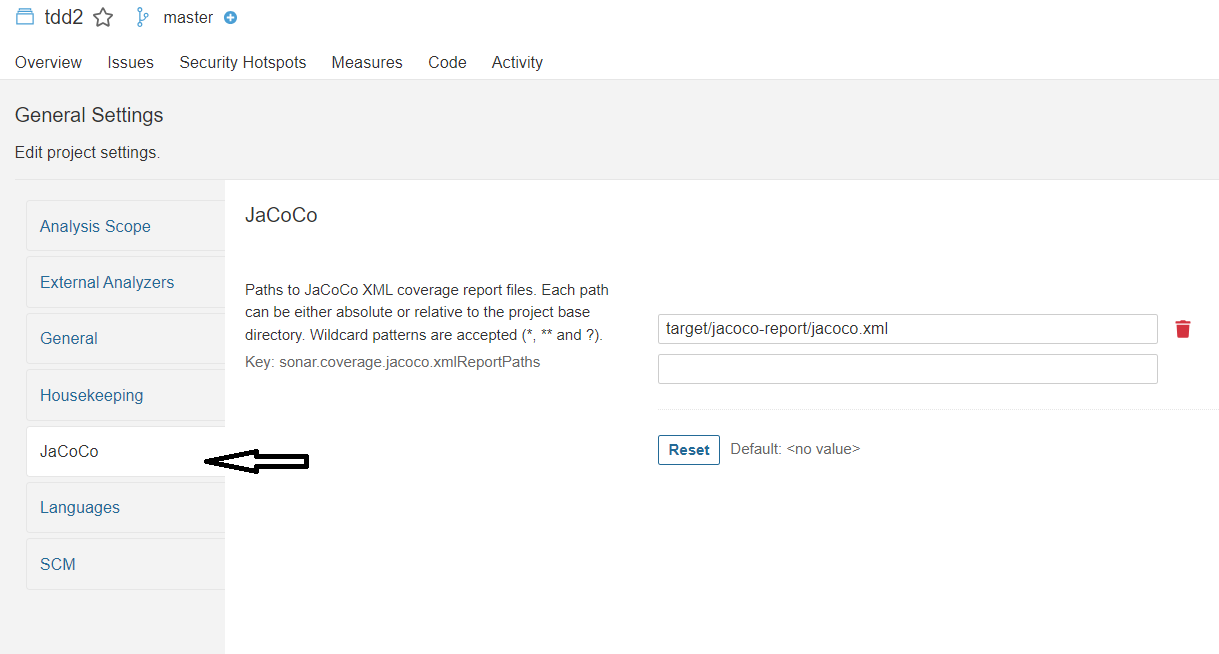 tdd2 master
Overview Issues Security Hotspots Measures Code Activity
General Settings
Edit project settings.
Analysis Scope
External Analyzers
General
Housekeeping
JaCoCo
Languages
SCM
JaCoCo
Paths to JaCoCo XML coverage report files. Each path
can be either absolute or relative to the project base
directory. Wildcard patterns are accepted (*, ** and ?).
Key: sonar.coverage.jacoco.xmlReportPaths
target/jacoco-report/jacoco.xml
Reset Default: <no value>